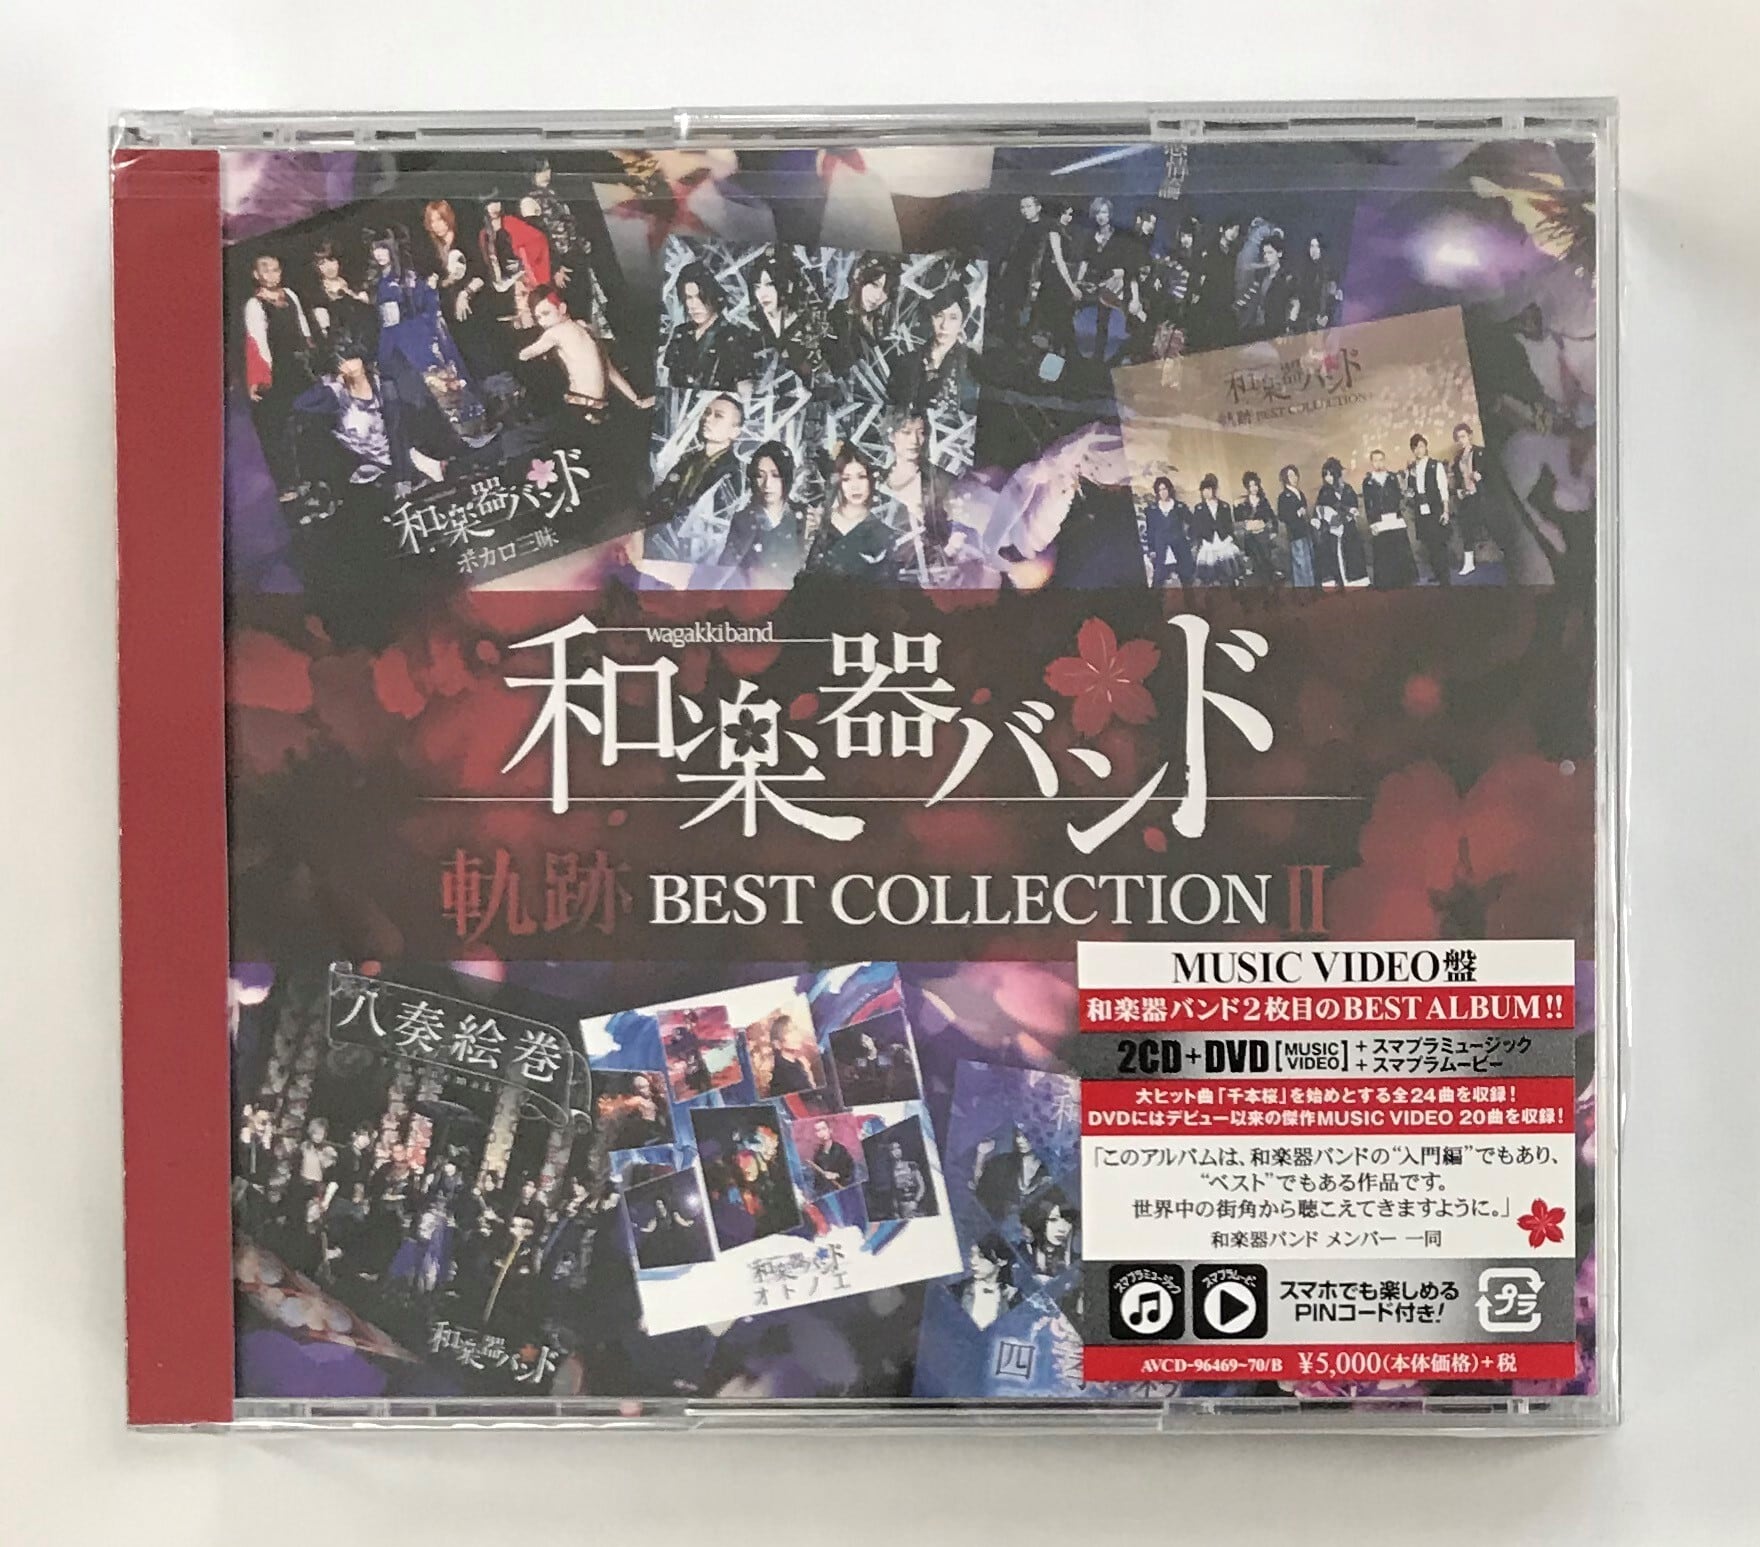 感情論
和楽器バンド
ボカロ三昧
和楽器バンド
軌跡 BEST COLLECTION
wagakkiband
和楽器バンド
軌跡 BEST COLLECTION II
八奏絵巻
和楽器バンド
和楽器バンド
オトノエ
和
四
MUSIC VIDEO盤
和楽器バンド2枚目のBEST ALBUM!!
2CD+DVD[MUSIC VIDEO]+スマプラミュージック
+スマプラムービー
大ヒット曲「千本桜」を始めとする全24曲を収録!
DVDにはデビュー以来の傑作MUSIC VIDEO 20曲を収録!
「このアルバムは、和楽器バンドの“入門編”でもあり、
“ベスト”でもある作品です。
世界中の街角から聴こえてきますように。」
和楽器バンド メンバー 一同
スマプラミュージック
スマプラムービー
スマホでも楽しめる
PINコード付き!
プラ
AVCD-96469~70/B ¥5,000(本体価格)+税